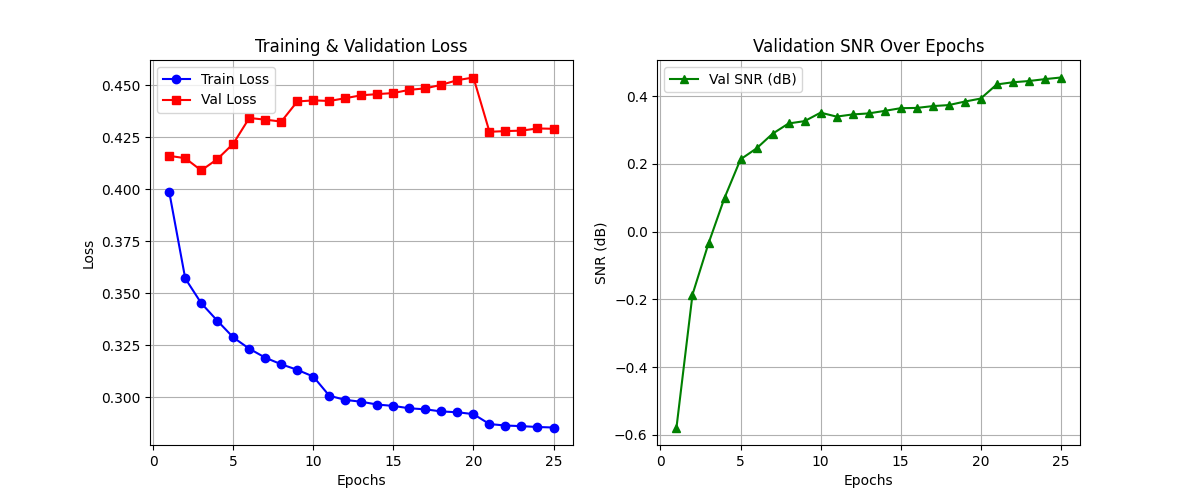 Training & Validation Loss
Train Loss
Val Loss
0.450
0.425
0.400
0.375
0.350
0.325
0.300
Loss
0
5
10
15
20
25
Epochs
Validation SNR Over Epochs
Val SNR (dB)
0.4
0.2
0.0
−0.2
−0.4
−0.6
SNR (dB)
0
5
10
15
20
25
Epochs